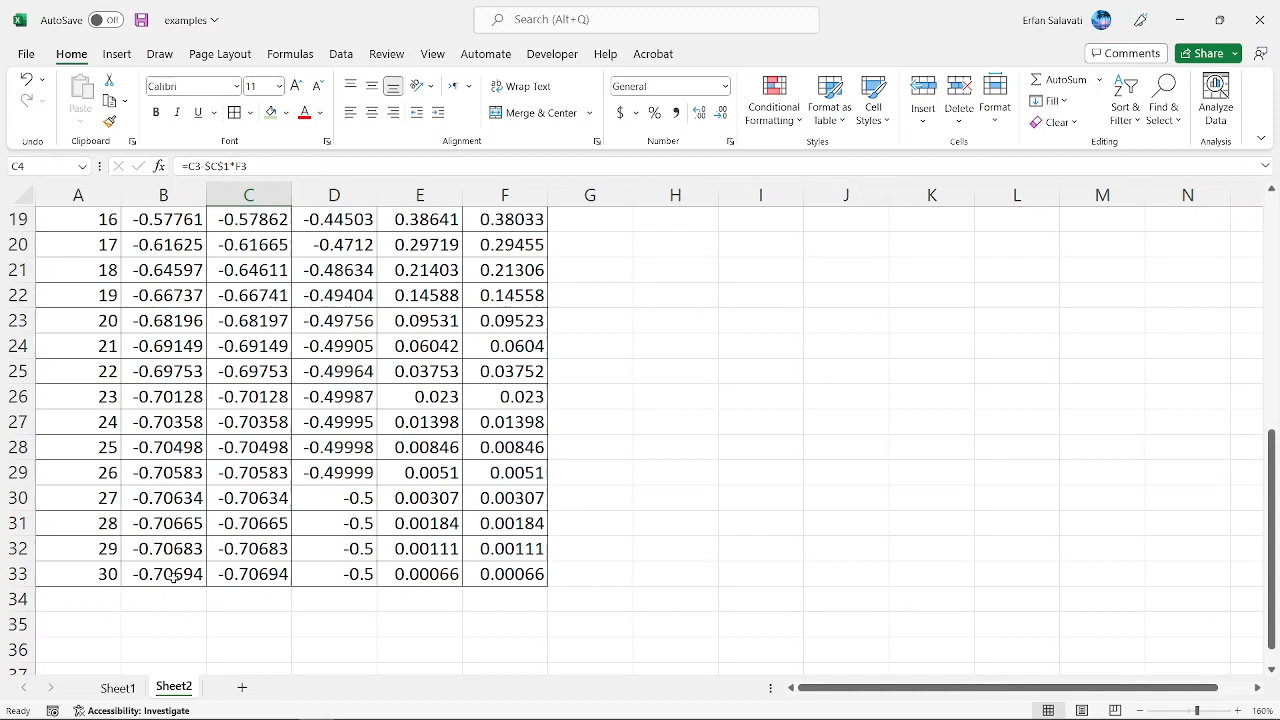 AutoSave Off examples Search (Alt+Q) Erfan Salavati
File Home Insert Draw Page Layout Formulas Data Review View Automate Developer Help Acrobat Comments Share
Calibri 11 Wrap Text General AutoSum
Paste Conditional Formatting Format as Table Cell Styles Insert Delete Format Fill Sort & Filter Find & Select Analyze Data
B I U Merge & Center $ % Clear
Undo Clipboard Font Alignment Number Styles Cells Editing Analysis
C4 fx =C3-$C$1*F3
A B C D E F G H I J K L M N
19 16 -0.57761 -0.57862 -0.44503 0.38641 0.38033
20 17 -0.61625 -0.61665 -0.4712 0.29719 0.29455
21 18 -0.64597 -0.64611 -0.48634 0.21403 0.21306
22 19 -0.66737 -0.66741 -0.49404 0.14588 0.14558
23 20 -0.68196 -0.68197 -0.49756 0.09531 0.09523
24 21 -0.69149 -0.69149 -0.49905 0.06042 0.0604
25 22 -0.69753 -0.69753 -0.49964 0.03753 0.03752
26 23 -0.70128 -0.70128 -0.49987 0.023 0.023
27 24 -0.70358 -0.70358 -0.49995 0.01398 0.01398
28 25 -0.70498 -0.70498 -0.49998 0.00846 0.00846
29 26 -0.70583 -0.70583 -0.49999 0.0051 0.0051
30 27 -0.70634 -0.70634 -0.5 0.00307 0.00307
31 28 -0.70665 -0.70665 -0.5 0.00184 0.00184
32 29 -0.70683 -0.70683 -0.5 0.00111 0.00111
33 30 -0.70694 -0.70694 -0.5 0.00066 0.00066
34
35
36
37
Sheet1 Sheet2
Ready Accessibility: Investigate 160%